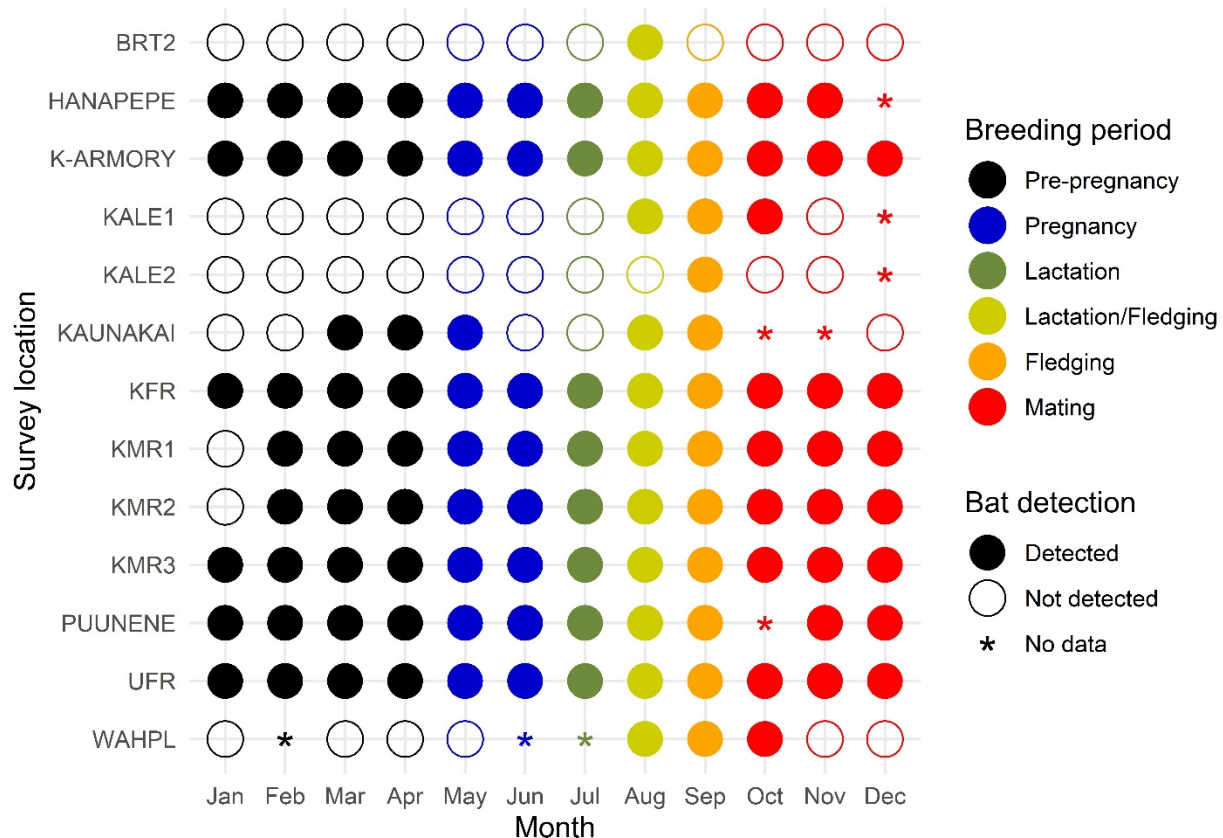 BRT2
HANAPEPE
K-ARMORY
KALE1
KALE2
KAUNAKAI
KFR
KMR1
KMR2
KMR3
PUUNENE
UFR
WAHPL
Survey location
Jan Feb Mar Apr May Jun Jul Aug Sep Oct Nov Dec
Month
Breeding period
Pre-pregnancy
Pregnancy
Lactation
Lactation/Fledging
Fledging
Mating
Bat detection
Detected
Not detected
* No data